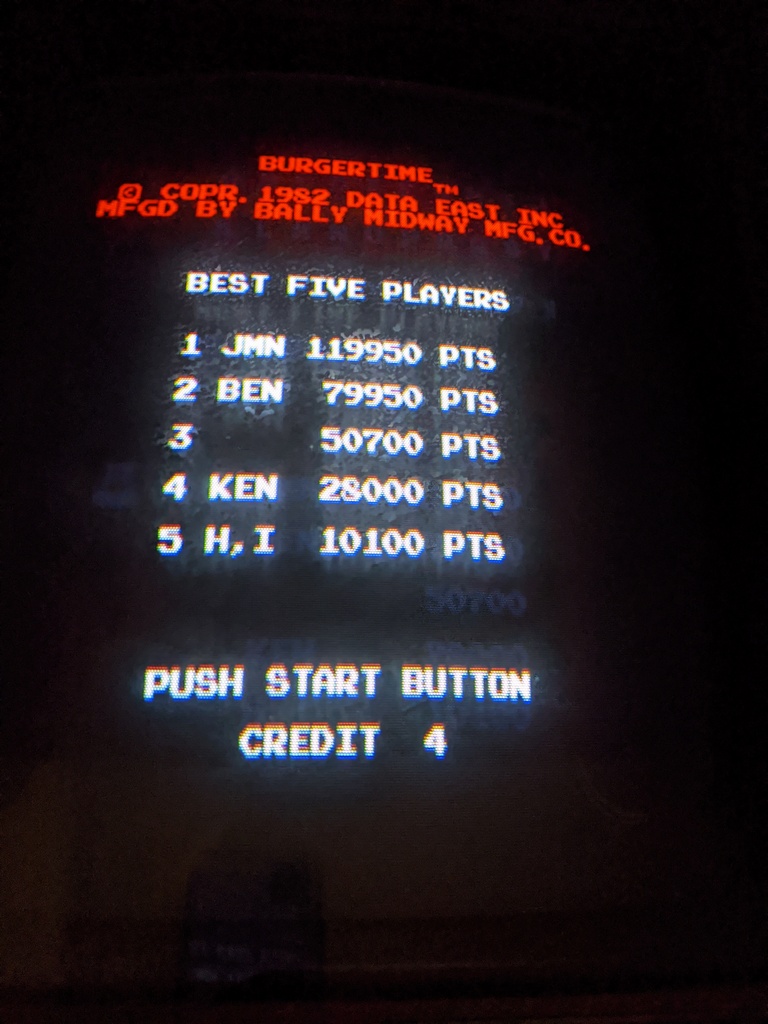 BURGERTIME
TM
© COPR. 1982 DATA EAST INC
MFGD BY BALLY MIDWAY MFG.CO.
BEST FIVE PLAYERS
1 JMN 119950 PTS
2 BEN 79950 PTS
3 50700 PTS
4 KEN 28000 PTS
5 H,I 10100 PTS
50700
PUSH START BUTTON
CREDIT 4